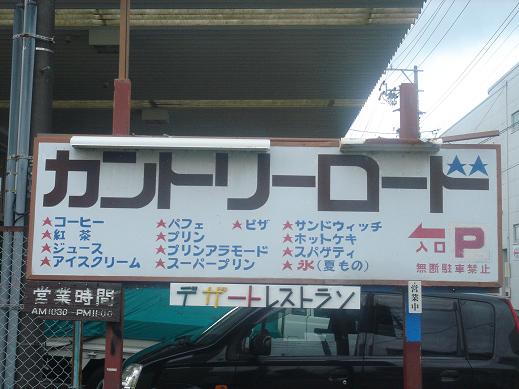 カントリーロード
★コーヒー ★パフェ ★ピザ ★サンドウィッチ
★紅茶 ★プリン ★ホットケキ
★ジュース ★プリンアラモード ★スパゲティ
★アイスクリーム ★スーパープリン ★氷(夏もの)
←入口 P
無断駐車禁止
営業時間
AM10:30-PM11:00
デザートレストラン
営業中